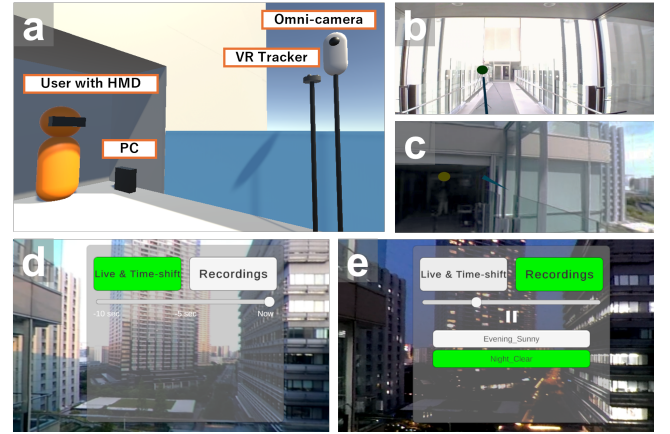 a
Omni-camera
VR Tracker
User with HMD
PC
b
c
d
Live & Time-shift
Recordings
-10 sec
-5 sec
Now
e
Live & Time-shift
Recordings
Evening_Sunny
Night_Clear